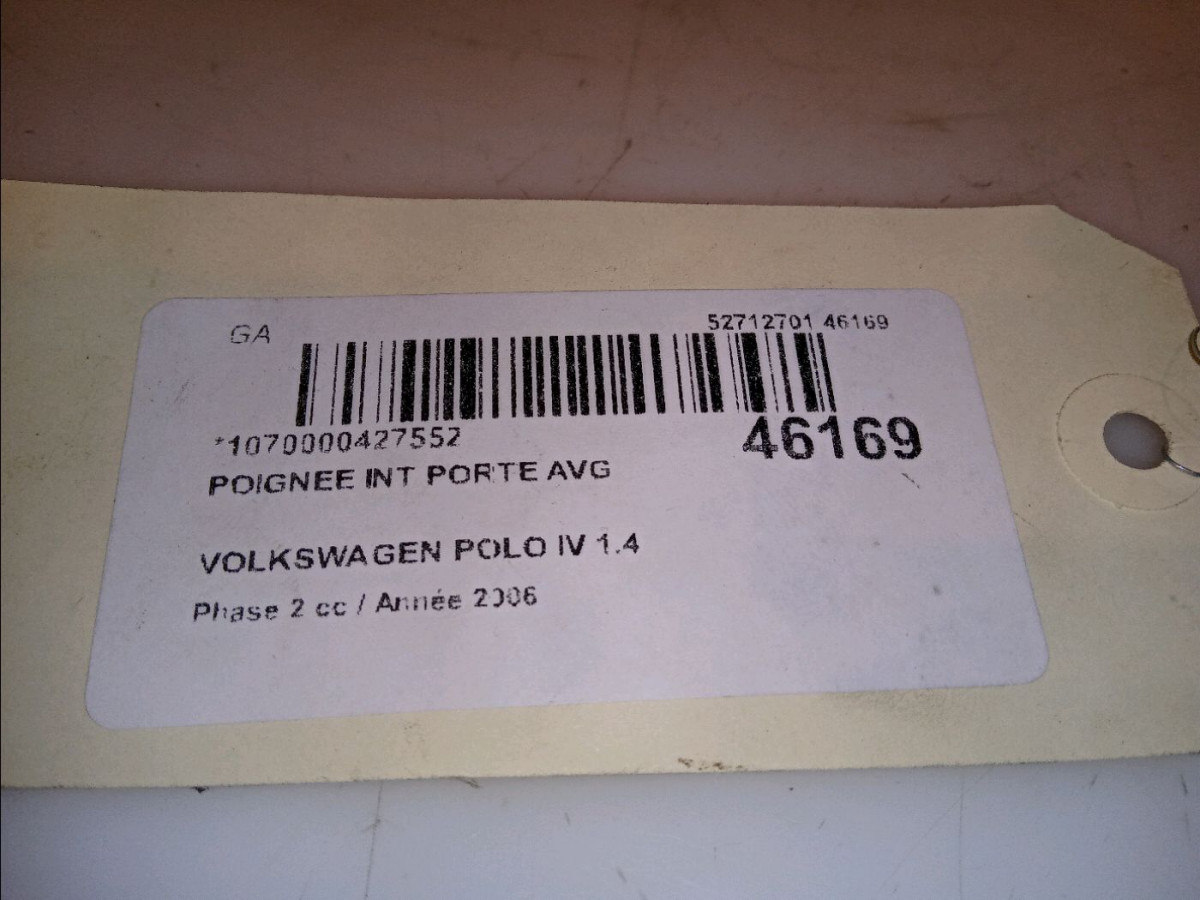 GA
52712701 46169
*1070000427552
46169
POIGNEE INT PORTE AVG
VOLKSWAGEN POLO IV 1.4
Phase 2 cc / Année 2006